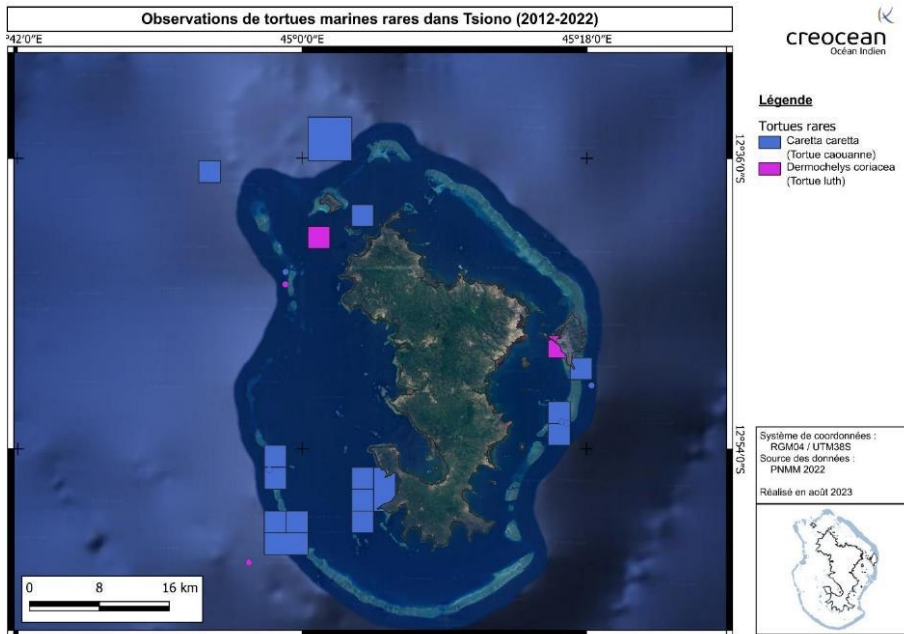 Observations de tortues marines rares dans Tsiono (2012-2022)
°42'0"E
45°0'0"E
45°18'0"E
creocean
Océan Indien
12°36'0"S
12°54'0"S
Légende
Tortues rares
Caretta caretta
(Tortue caouanne)
Dermochelys coriacea
(Tortue luth)
Système de coordonnées :
RGM04 / UTM38S
Source des données :
PNMM 2022
Réalisé en août 2023
0 8 16 km